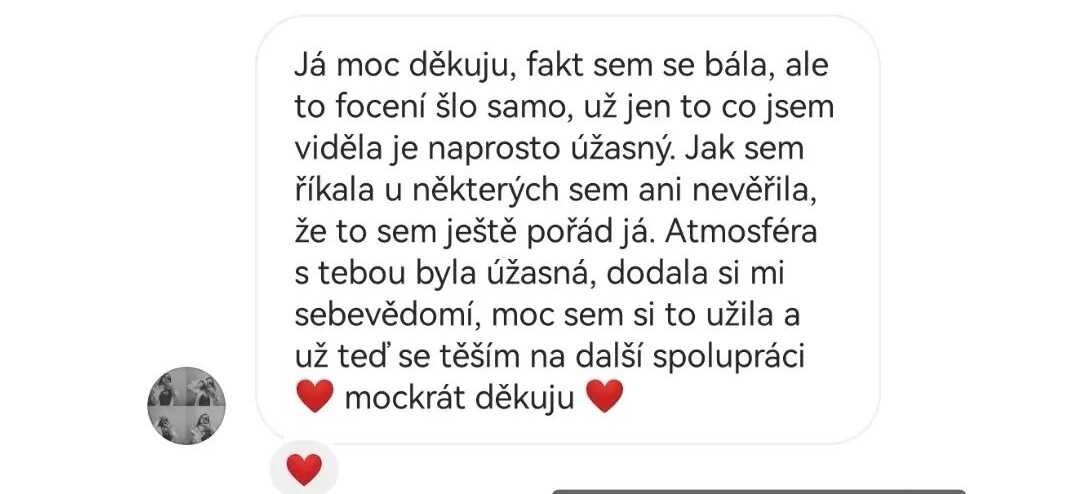 Já moc děkuju, fakt sem se bála, ale
to focení šlo samo, už jen to co jsem
viděla je naprosto úžasný. Jak sem
říkala u některých sem ani nevěřila,
že to sem ještě pořád já. Atmosféra
s tebou byla úžasná, dodala si mi
sebevědomí, moc sem si to užila a
už teď se těším na další spolupráci
❤️ mockrát děkuju ❤️
❤️